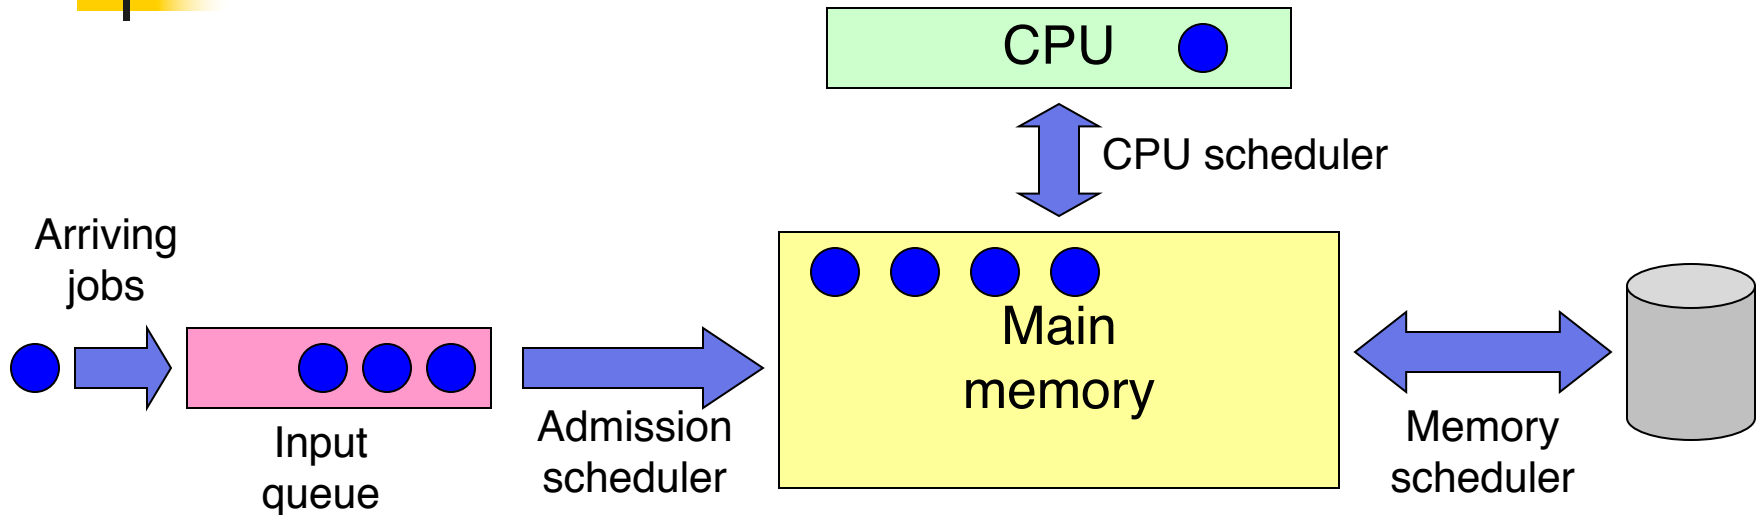 CPU
CPU scheduler
Arriving
jobs
Input
queue
Admission
scheduler
Main
memory
Memory
scheduler